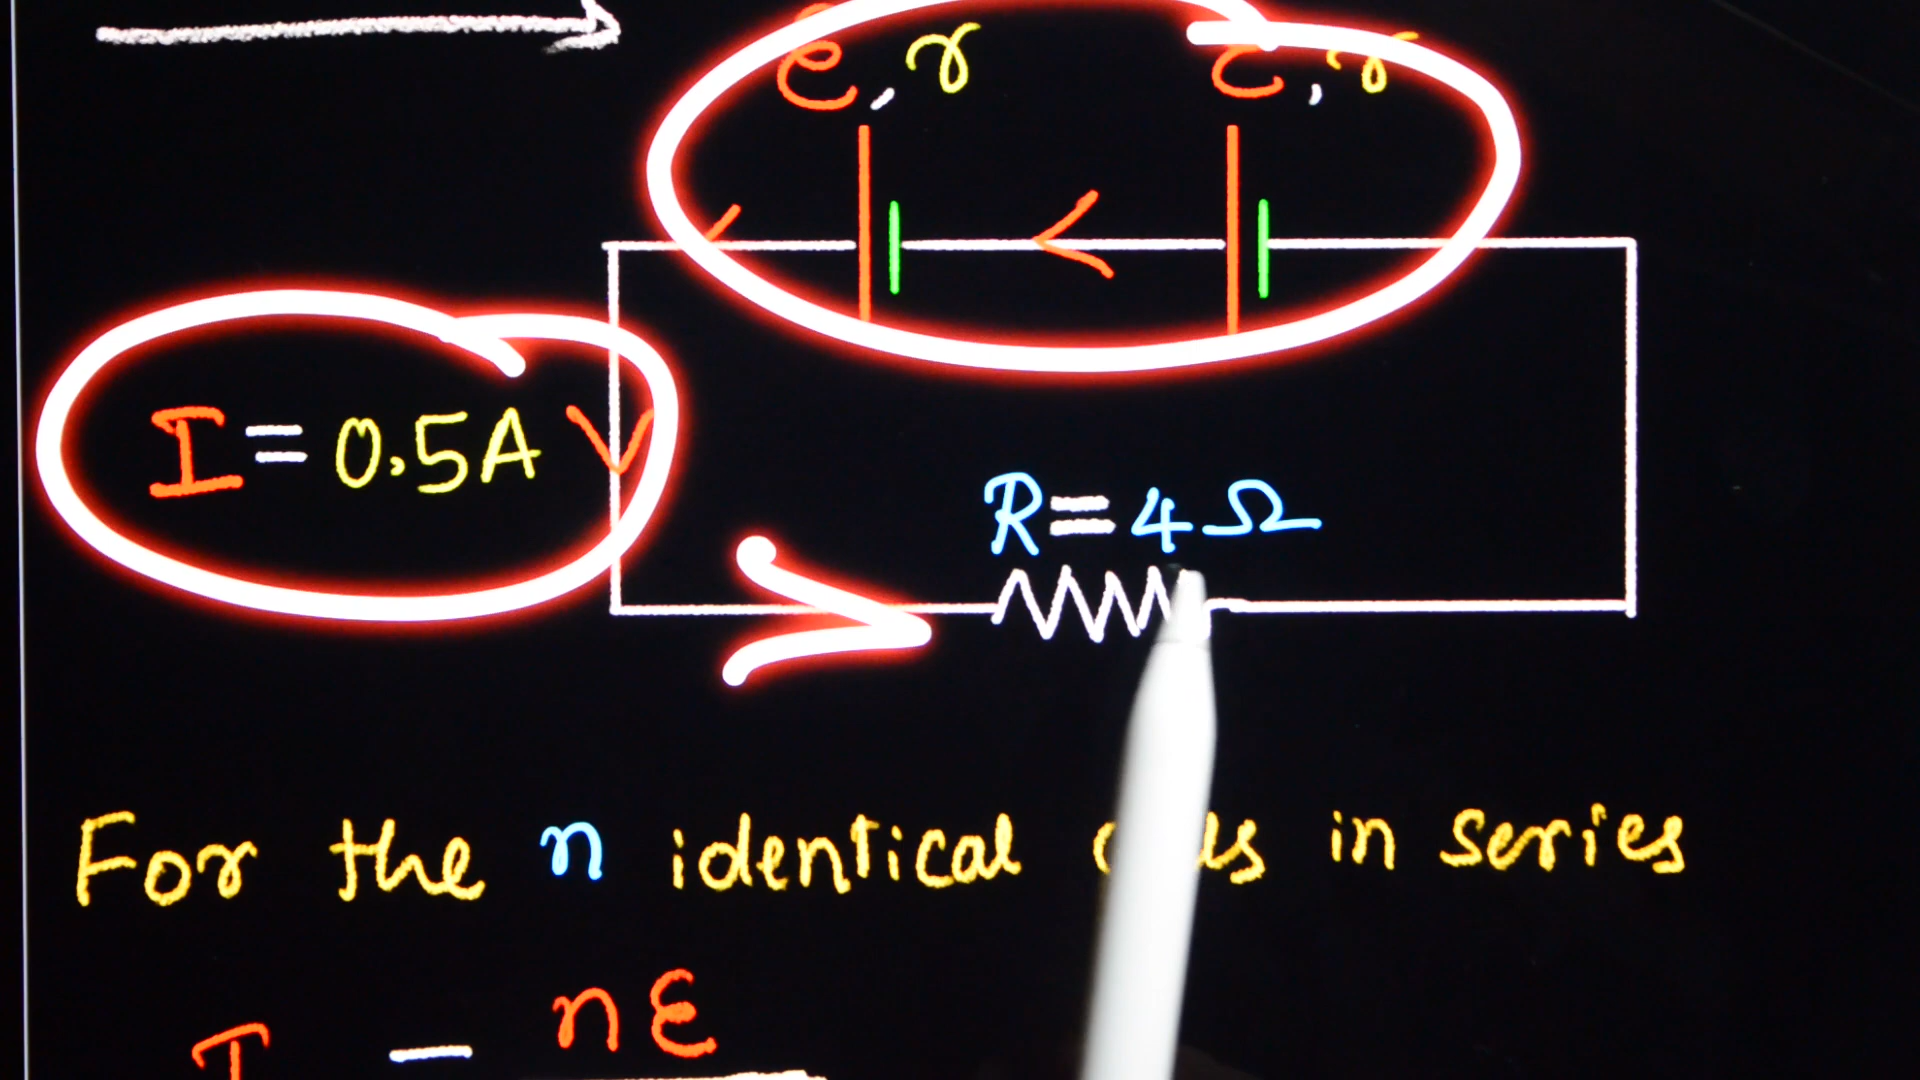 ε, r ε, r
I = 0.5A
R = 4Ω
For the n identical in series
I = nε